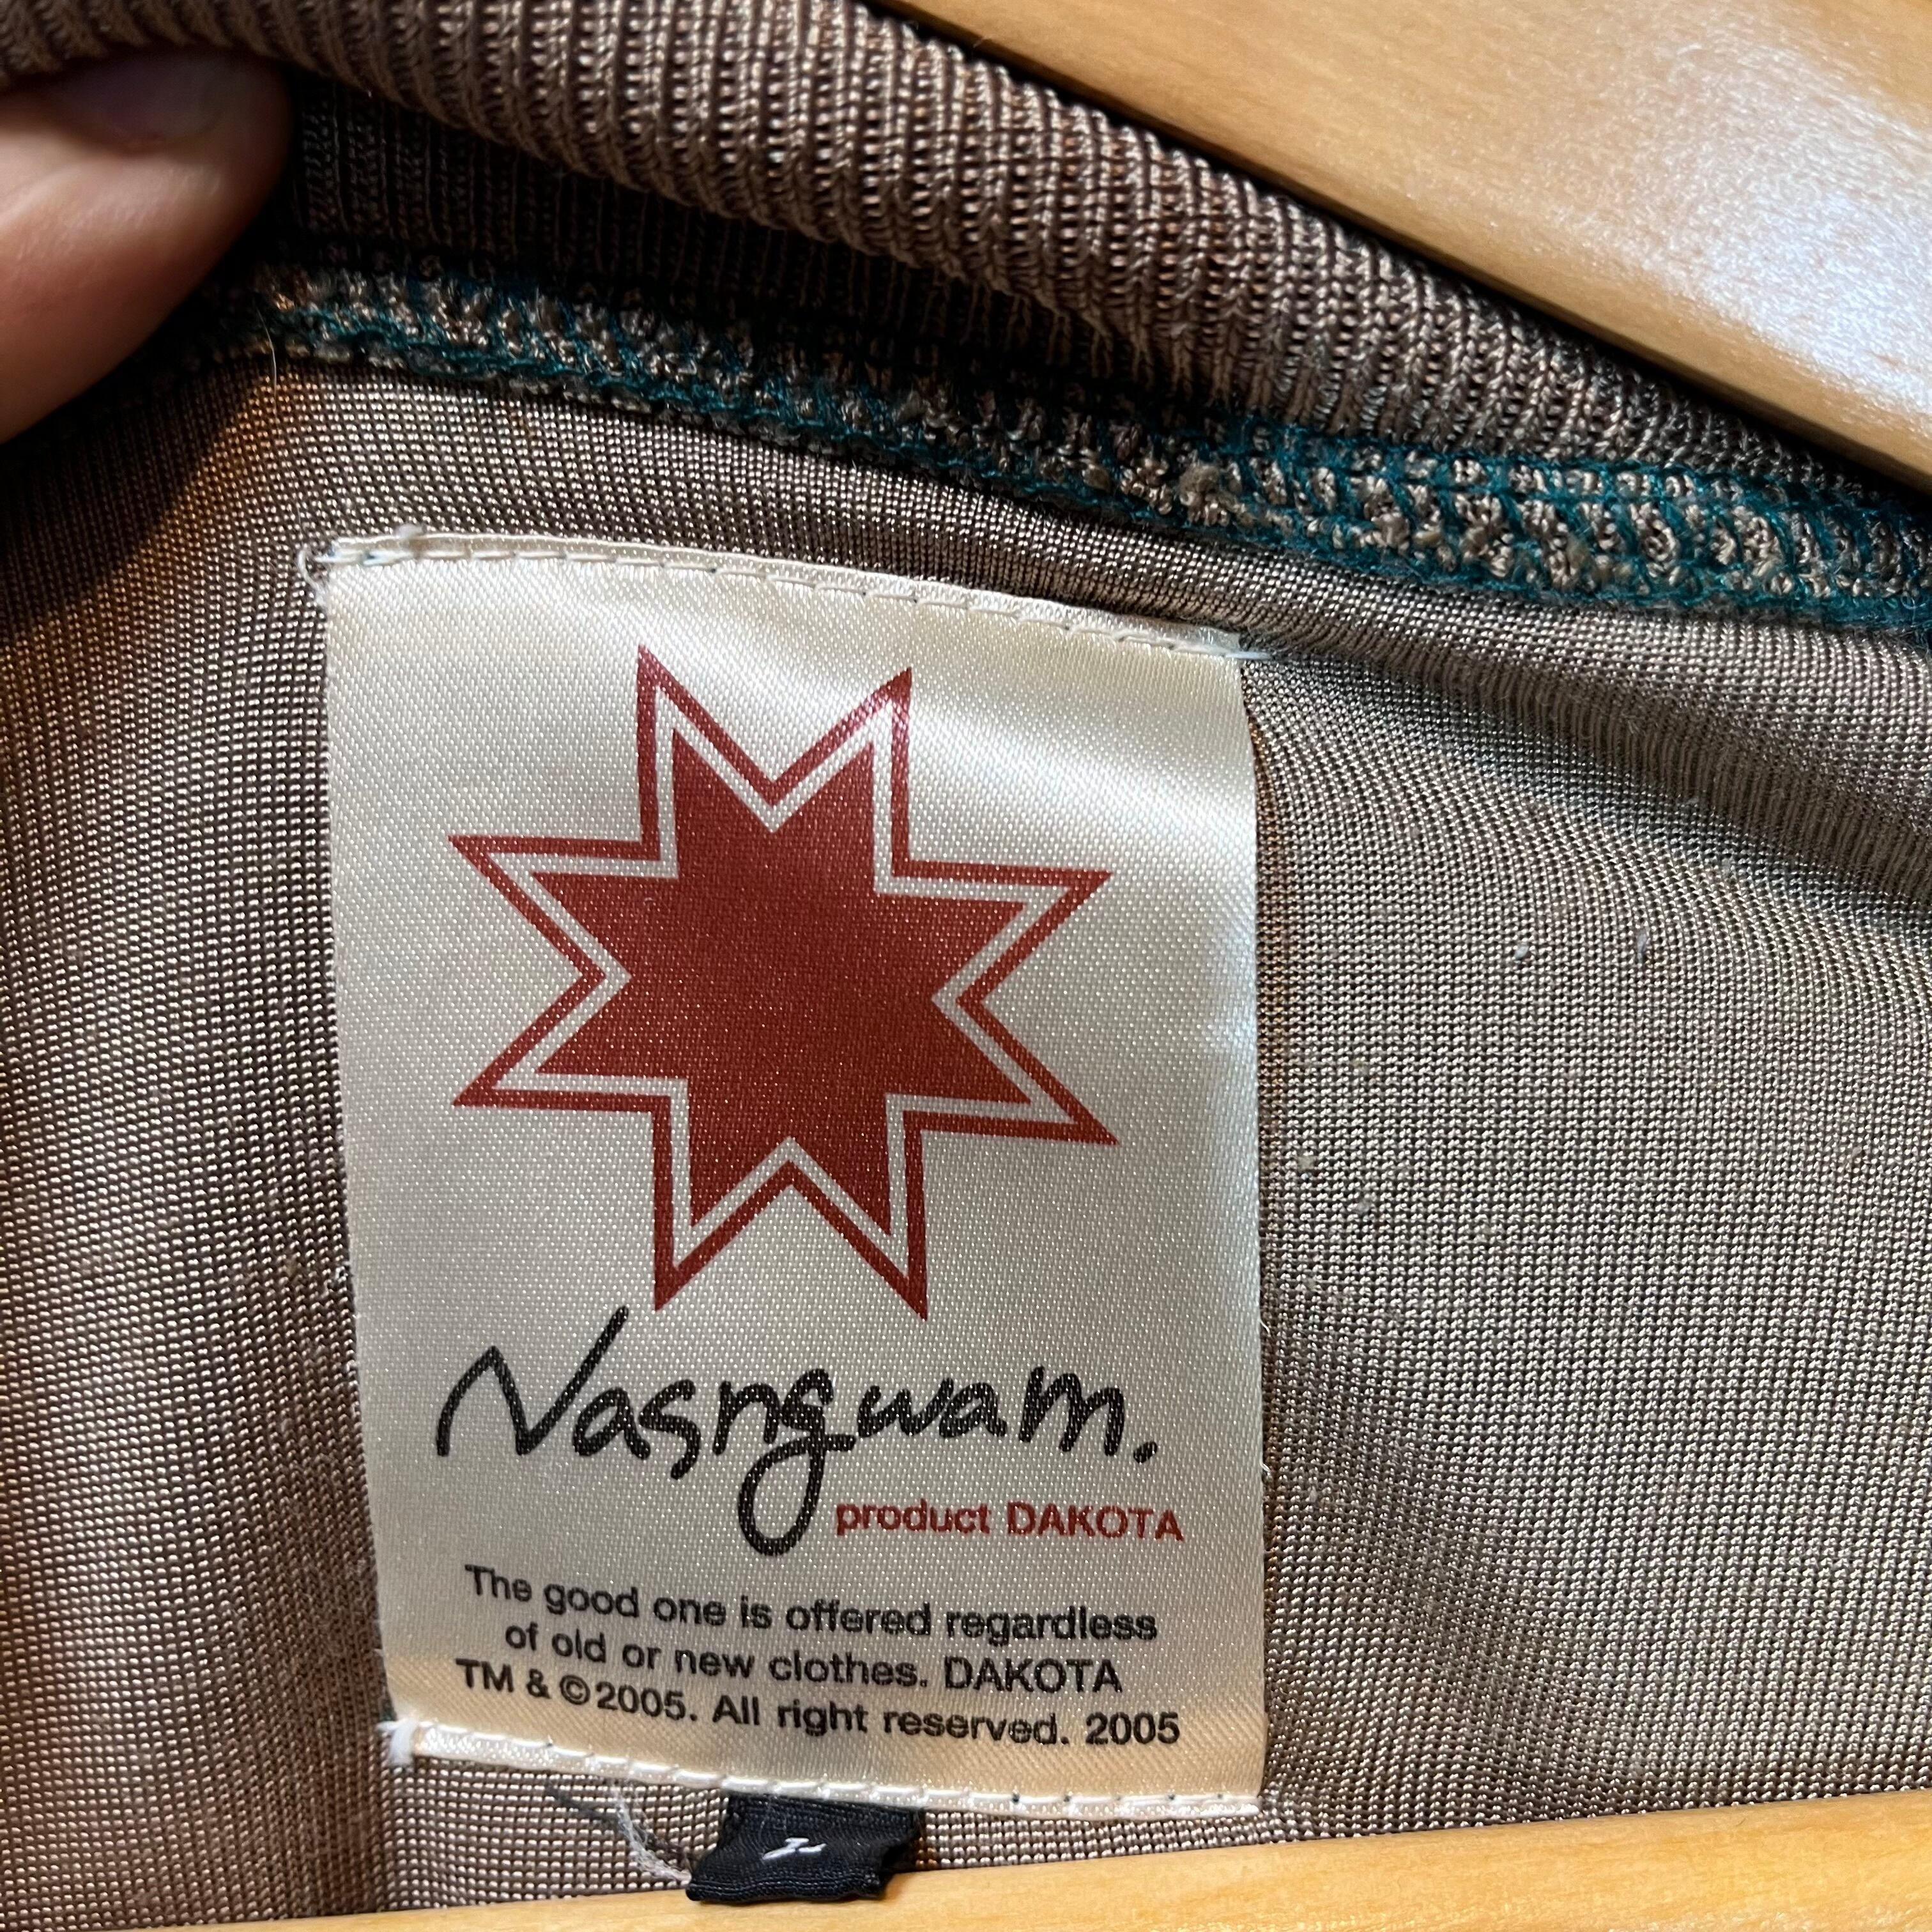 Nasngwam.
product DAKOTA
The good one is offered regardless
of old or new clothes. DAKOTA
TM & ©2005. All right reserved. 2005